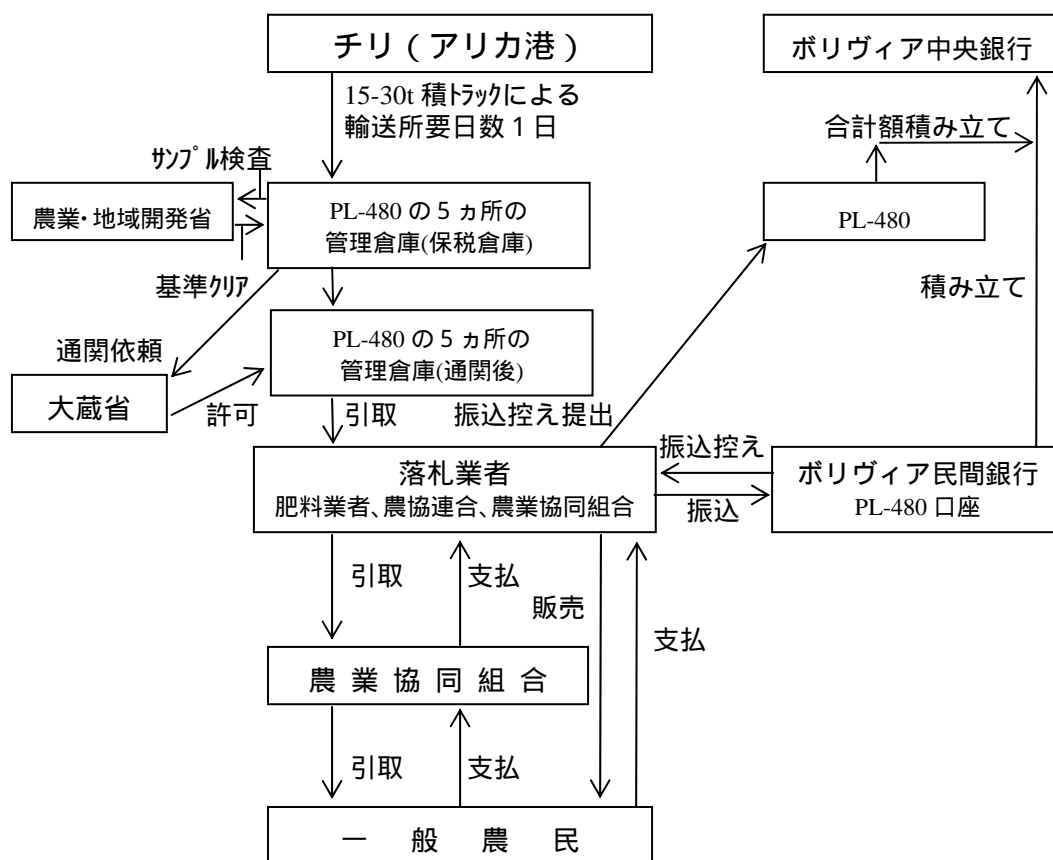 チリ（アリカ港）
ボリヴィア中央銀行
15-30t 積トラックによる
輸送所要日数１日
合計額積み立て
サンプル検査
農業・地域開発省
PL-480 の５ヵ所の
管理倉庫(保税倉庫)
PL-480
基準クリア
積み立て
PL-480 の５ヵ所の
管理倉庫(通関後)
通関依頼
大蔵省
許可
引取
振込控え提出
落札業者
肥料業者、農協連合、農業協同組合
振込控え
振込
ボリヴィア民間銀行
PL-480 口座
引取
支払
販売
支払
農業協同組合
引取
支払
一般農民